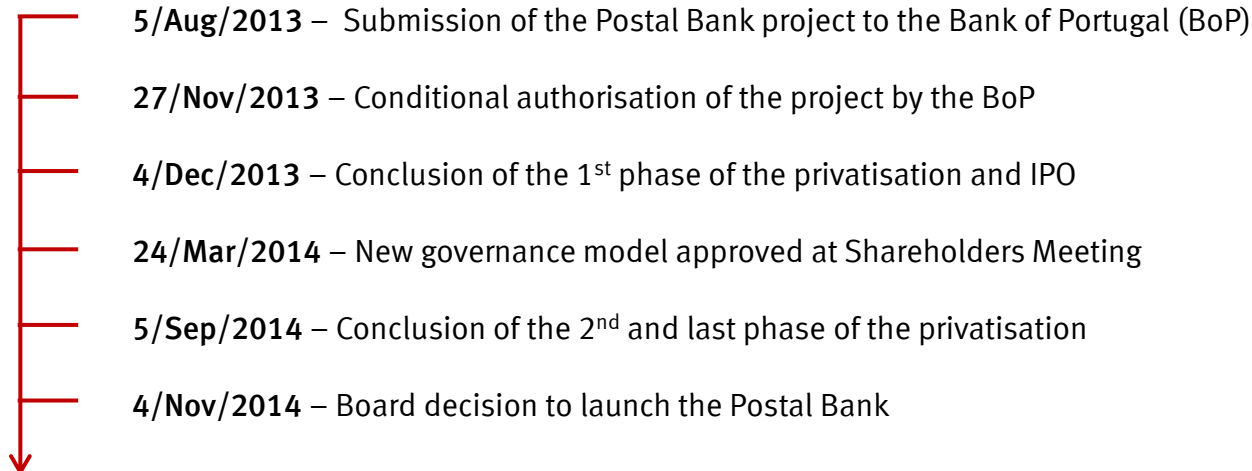 5/Aug/2013 – Submission of the Postal Bank project to the Bank of Portugal (BoP)
27/Nov/2013 – Conditional authorisation of the project by the BoP
4/Dec/2013 – Conclusion of the 1st phase of the privatisation and IPO
24/Mar/2014 – New governance model approved at Shareholders Meeting
5/Sep/2014 – Conclusion of the 2nd and last phase of the privatisation
4/Nov/2014 – Board decision to launch the Postal Bank